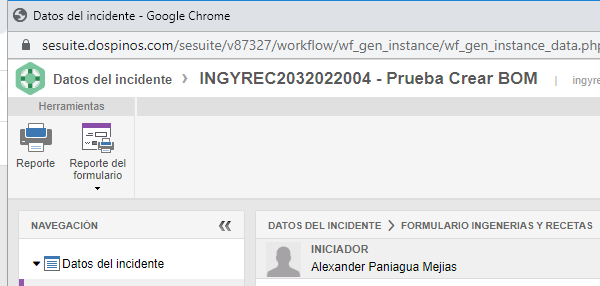 Datos del incidente - Google Chrome
sesuite.dospinos.com/sesuite/v87327/workflow/wf_gen_instance/wf_gen_instance_data.php
Datos del incidente > INGYREC2032022004 - Prueba Crear BOM | ingyre
Herramientas
Reporte
Reporte del
formulario
NAVEGACIÓN
Datos del incidente
DATOS DEL INCIDENTE > FORMULARIO INGENERIAS Y RECETAS
INICIADOR
Alexander Paniagua Mejias